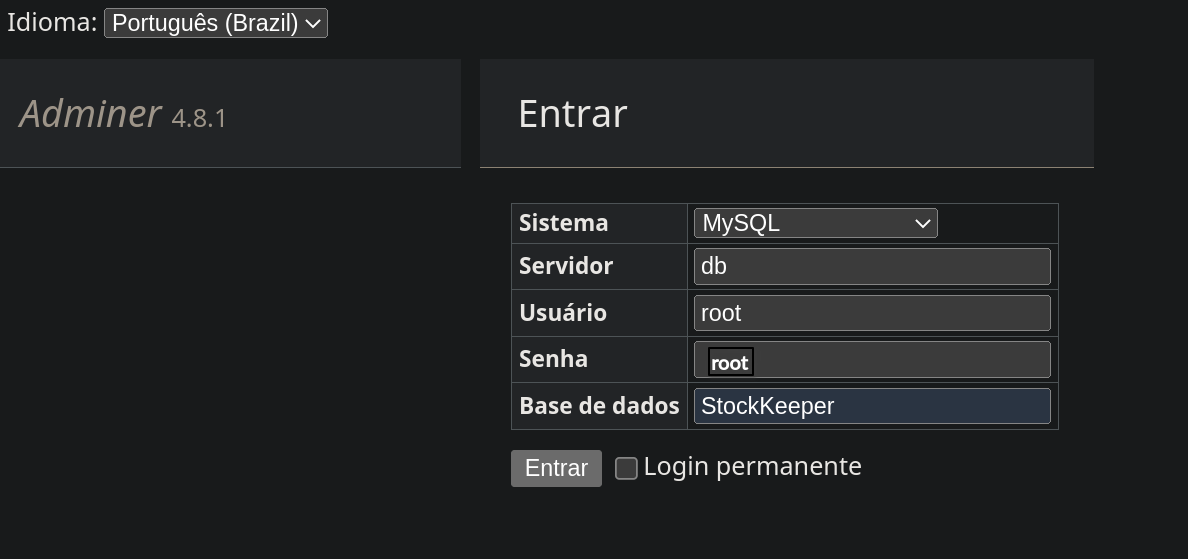 Idioma: Português (Brazil)
Adminer 4.8.1
Entrar
Sistema MySQL
Servidor db
Usuário root
Senha root
Base de dados StockKeeper
Entrar Login permanente